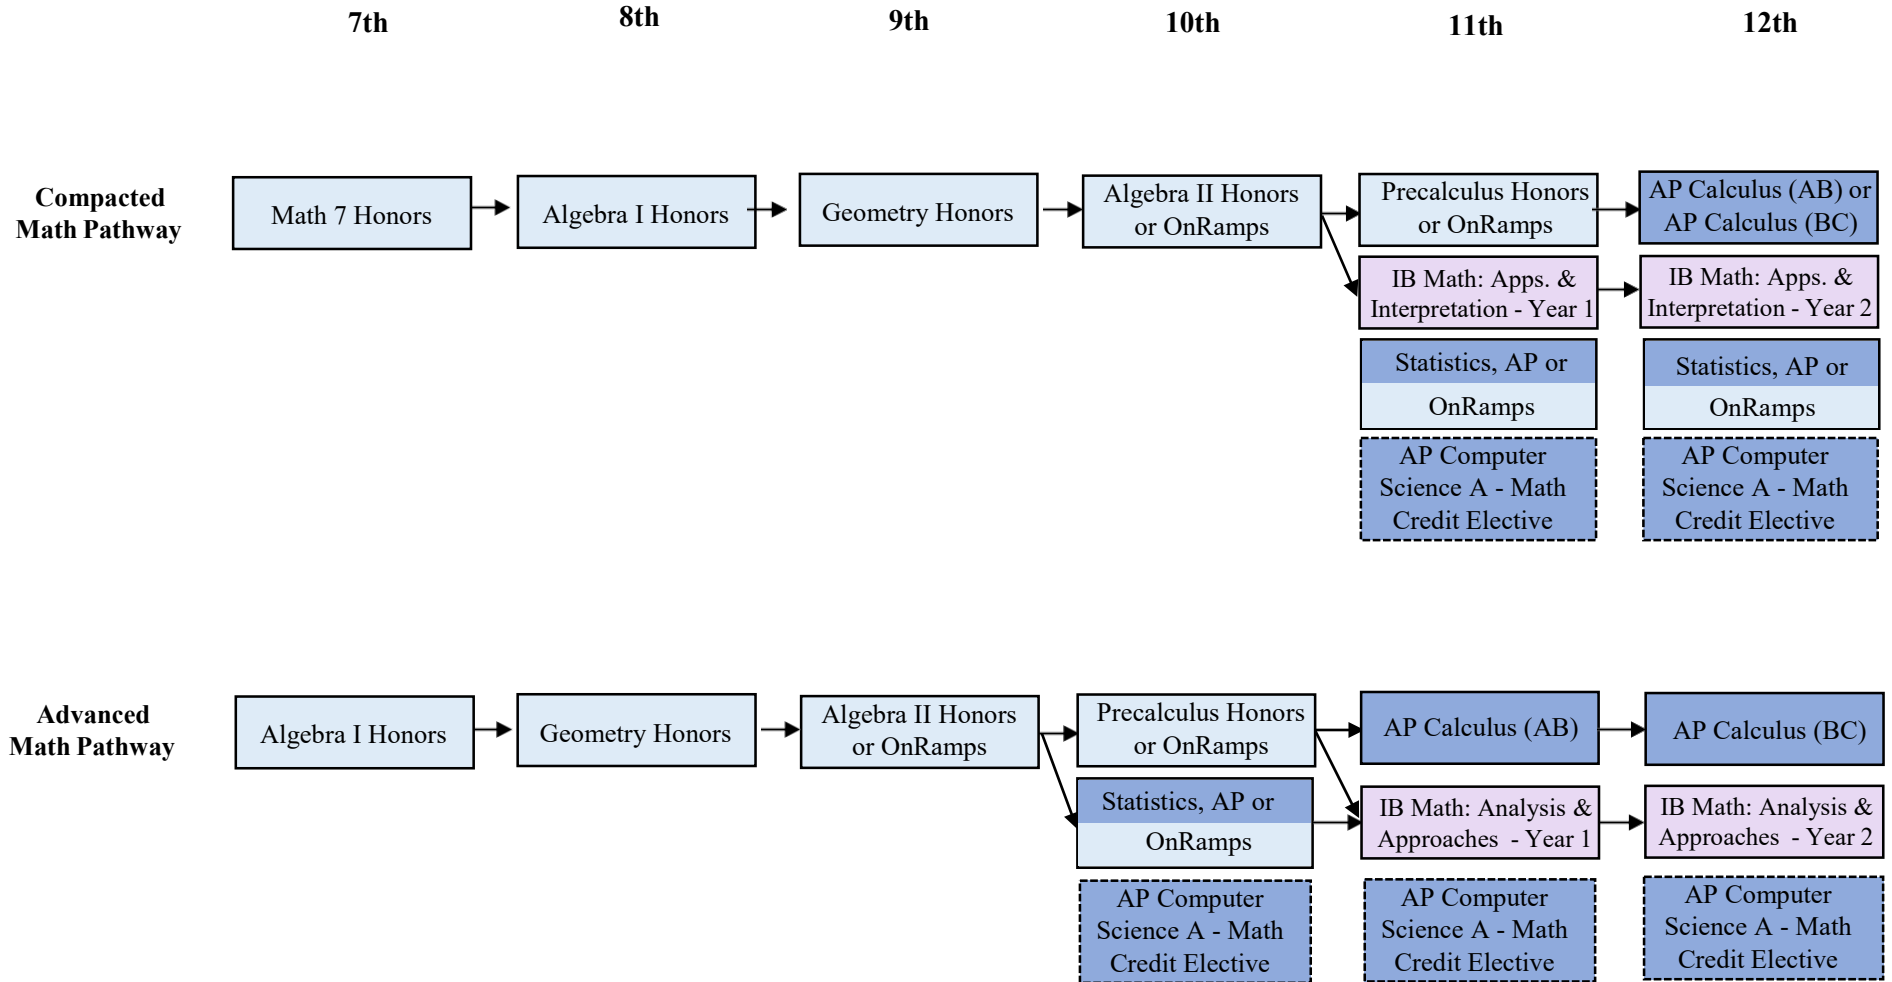 7th
8th
9th
10th
11th
12th
Compacted
Math Pathway
Math 7 Honors
Algebra I Honors
Geometry Honors
Algebra II Honors
or OnRamps
Precalculus Honors
or OnRamps
AP Calculus (AB) or
AP Calculus (BC)
IB Math: Apps. &
Interpretation - Year 1
IB Math: Apps. &
Interpretation - Year 2
Statistics, AP or
OnRamps
Statistics, AP or
OnRamps
AP Computer
Science A - Math
Credit Elective
AP Computer
Science A - Math
Credit Elective
Advanced
Math Pathway
Algebra I Honors
Geometry Honors
Algebra II Honors
or OnRamps
Precalculus Honors
or OnRamps
AP Calculus (AB)
AP Calculus (BC)
Statistics, AP or
OnRamps
IB Math: Analysis &
Approaches  - Year 1
IB Math: Analysis &
Approaches  - Year 2
AP Computer
Science A - Math
Credit Elective
AP Computer
Science A - Math
Credit Elective
AP Computer
Science A - Math
Credit Elective